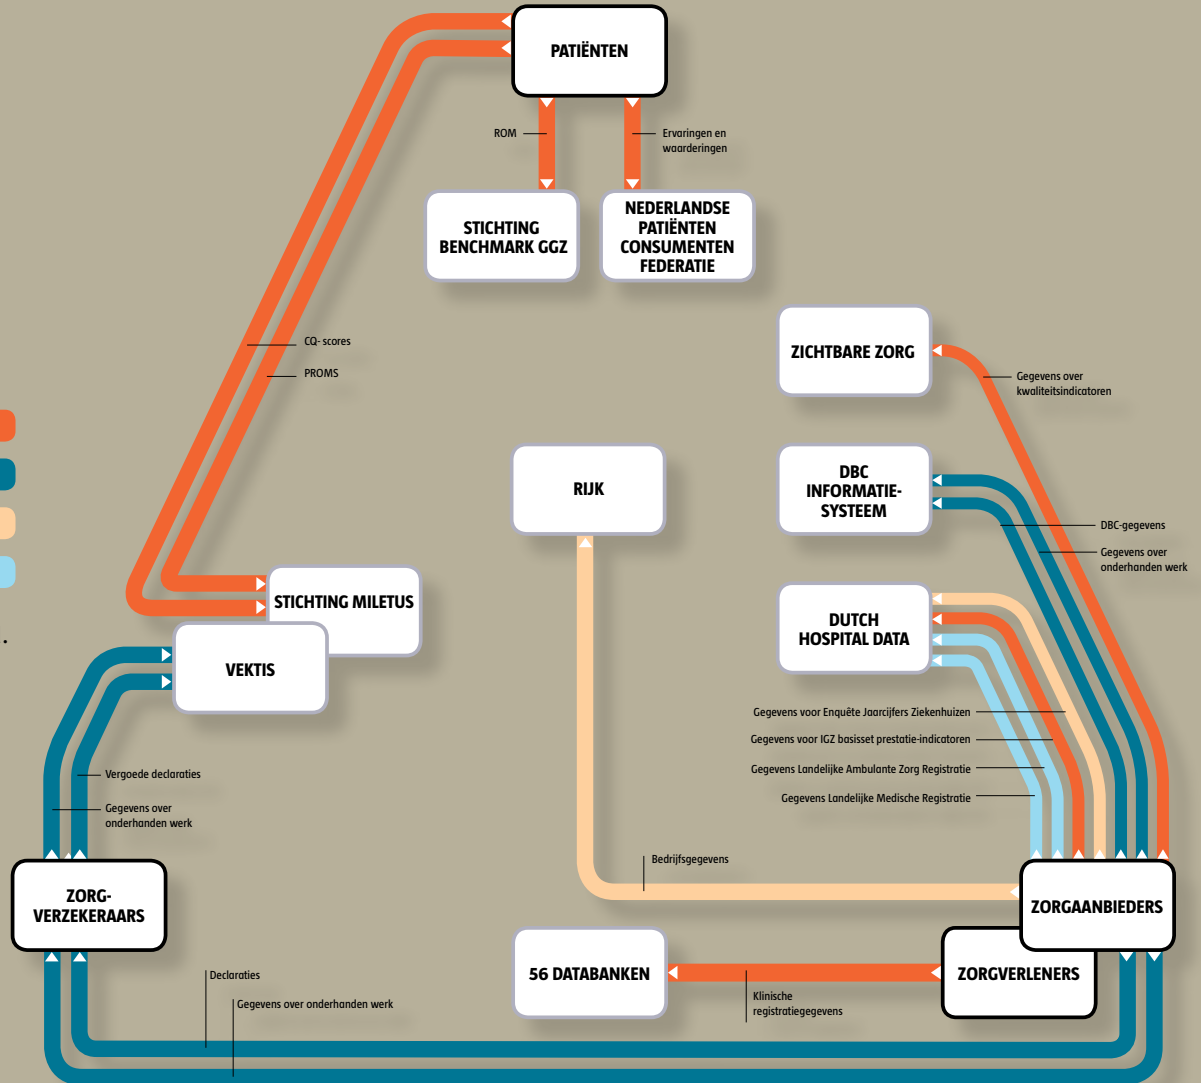 PATIËNTEN
ROM
Ervaringen en
waarderingen
STICHTING
BENCHMARK GGZ
NEDERLANDSE
PATIËNTEN
CONSUMENTEN
FEDERATIE
ZICHTBARE ZORG
CQ- scores
PROMS
Gegevens over
kwaliteitsindicatoren
RIJK
DBC
INFORMATIE-
SYSTEEM
DBC-gegevens
Gegevens over
onderhanden werk
STICHTING MILETUS
DUTCH
HOSPITAL DATA
VEKTIS
Gegevens voor Enquête Jaarcijfers Ziekenhuizen
Gegevens voor IGZ basisset prestatie-indicatoren
Gegevens Landelijke Ambulante Zorg Registratie
Gegevens Landelijke Medische Registratie
Vergoede declaraties
Gegevens over
onderhanden werk
Bedrijfsgegevens
ZORG-
VERZEKERAARS
ZORGAANBIEDERS
56 DATABANKEN
ZORGVERLENERS
Declaraties
Gegevens over onderhanden werk
Klinische
registratiegegevens